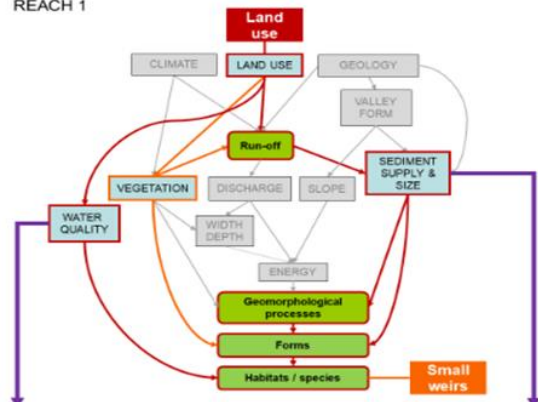 REACH 1
Land
use
CLIMATE
LAND USE
GEOLOGY
VALLEY
FORM
Run-off
SEDIMENT
SUPPLY &
SIZE
VEGETATION
DISCHARGE
SLOPE
WATER
QUALITY
WIDTH
DEPTH
ENERGY
Geomorphological
processes
Forms
Habitats / species
Small
weirs